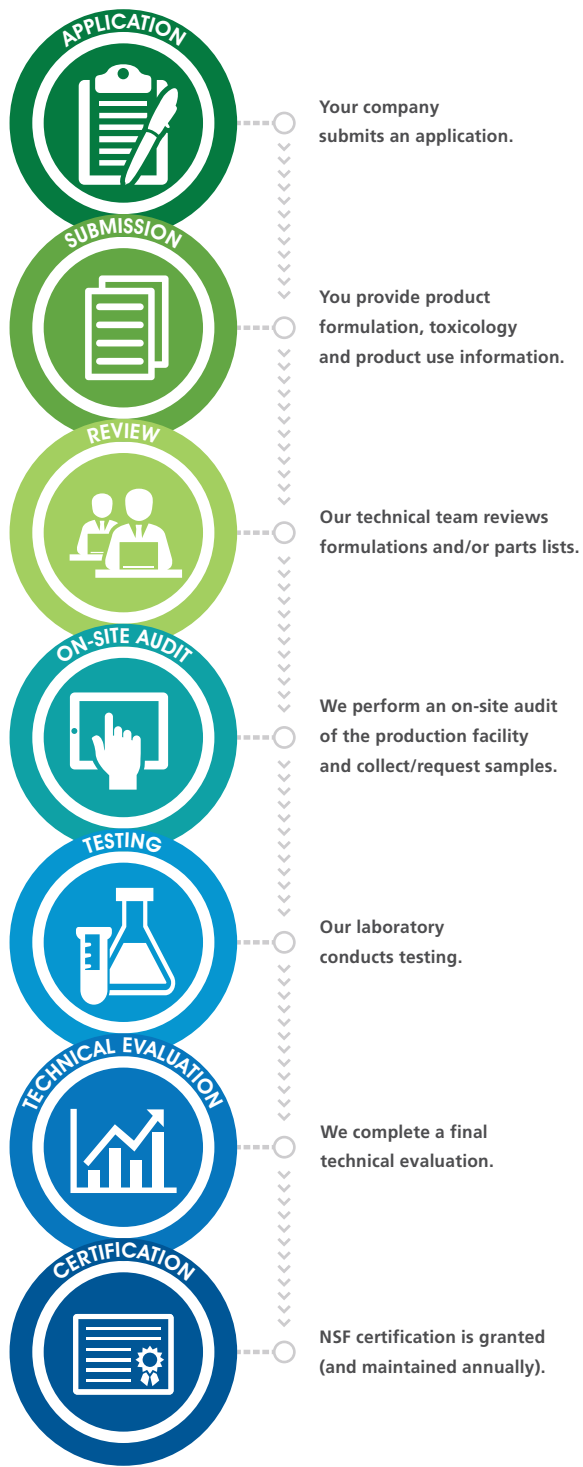 APPLICATION
Your company
submits an application.
SUBMISSION
You provide product
formulation, toxicology
and product use information.
REVIEW
Our technical team reviews
formulations and/or parts lists.
ON-SITE AUDIT
We perform an on-site audit
of the production facility
and collect/request samples.
TESTING
Our laboratory
conducts testing.
TECHNICAL EVALUATION
We complete a final
technical evaluation.
CERTIFICATION
NSF certification is granted
(and maintained annually).